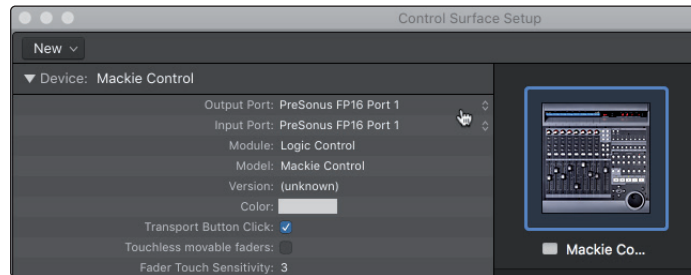 Control Surface Setup
New
Device: Mackie Control
Output Port: PreSonus FP16 Port 1
Input Port: PreSonus FP16 Port 1
Module: Logic Control
Model: Mackie Control
Version: (unknown)
Color:
Transport Button Click:
Touchless movable faders:
Fader Touch Sensitivity: 3
Mackie Co...